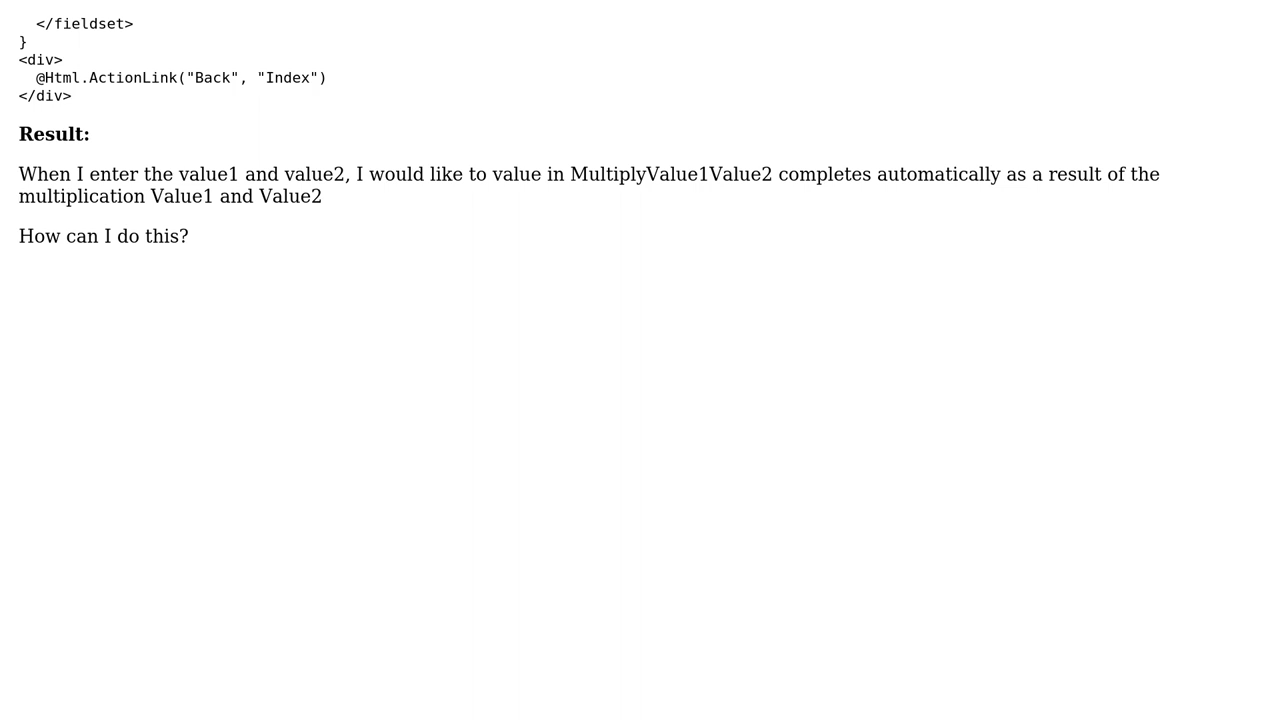 </fieldset>
}
<div>
  @Html.ActionLink("Back", "Index")
</div>
Result:
When I enter the value1 and value2, I would like to value in MultiplyValue1Value2 completes automatically as a result of the
multiplication Value1 and Value2
How can I do this?